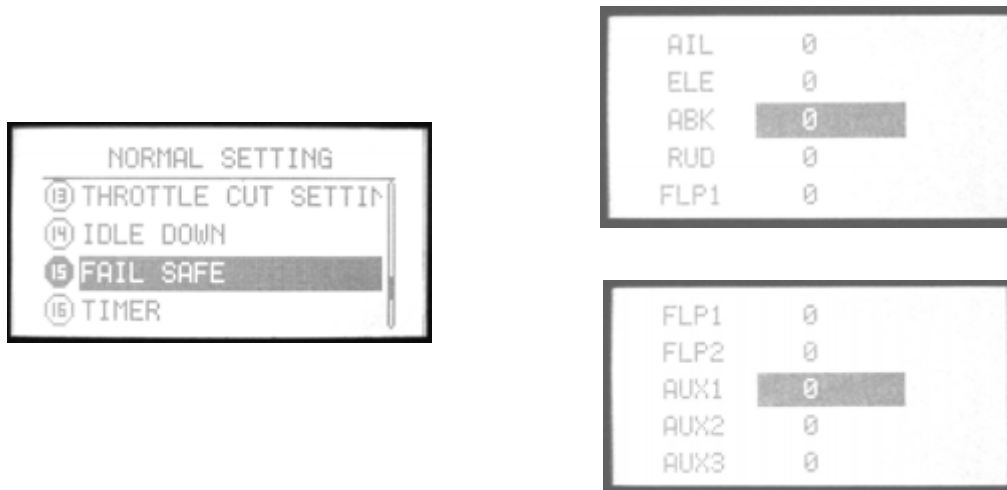 NORMAL SETTING
13 THROTTLE CUT SETTIN
14 IDLE DOWN
15 FAIL SAFE
16 TIMER
AIL 0
ELE 0
ABK 0
RUD 0
FLP1 0
FLP1 0
FLP2 0
AUX1 0
AUX2 0
AUX3 0